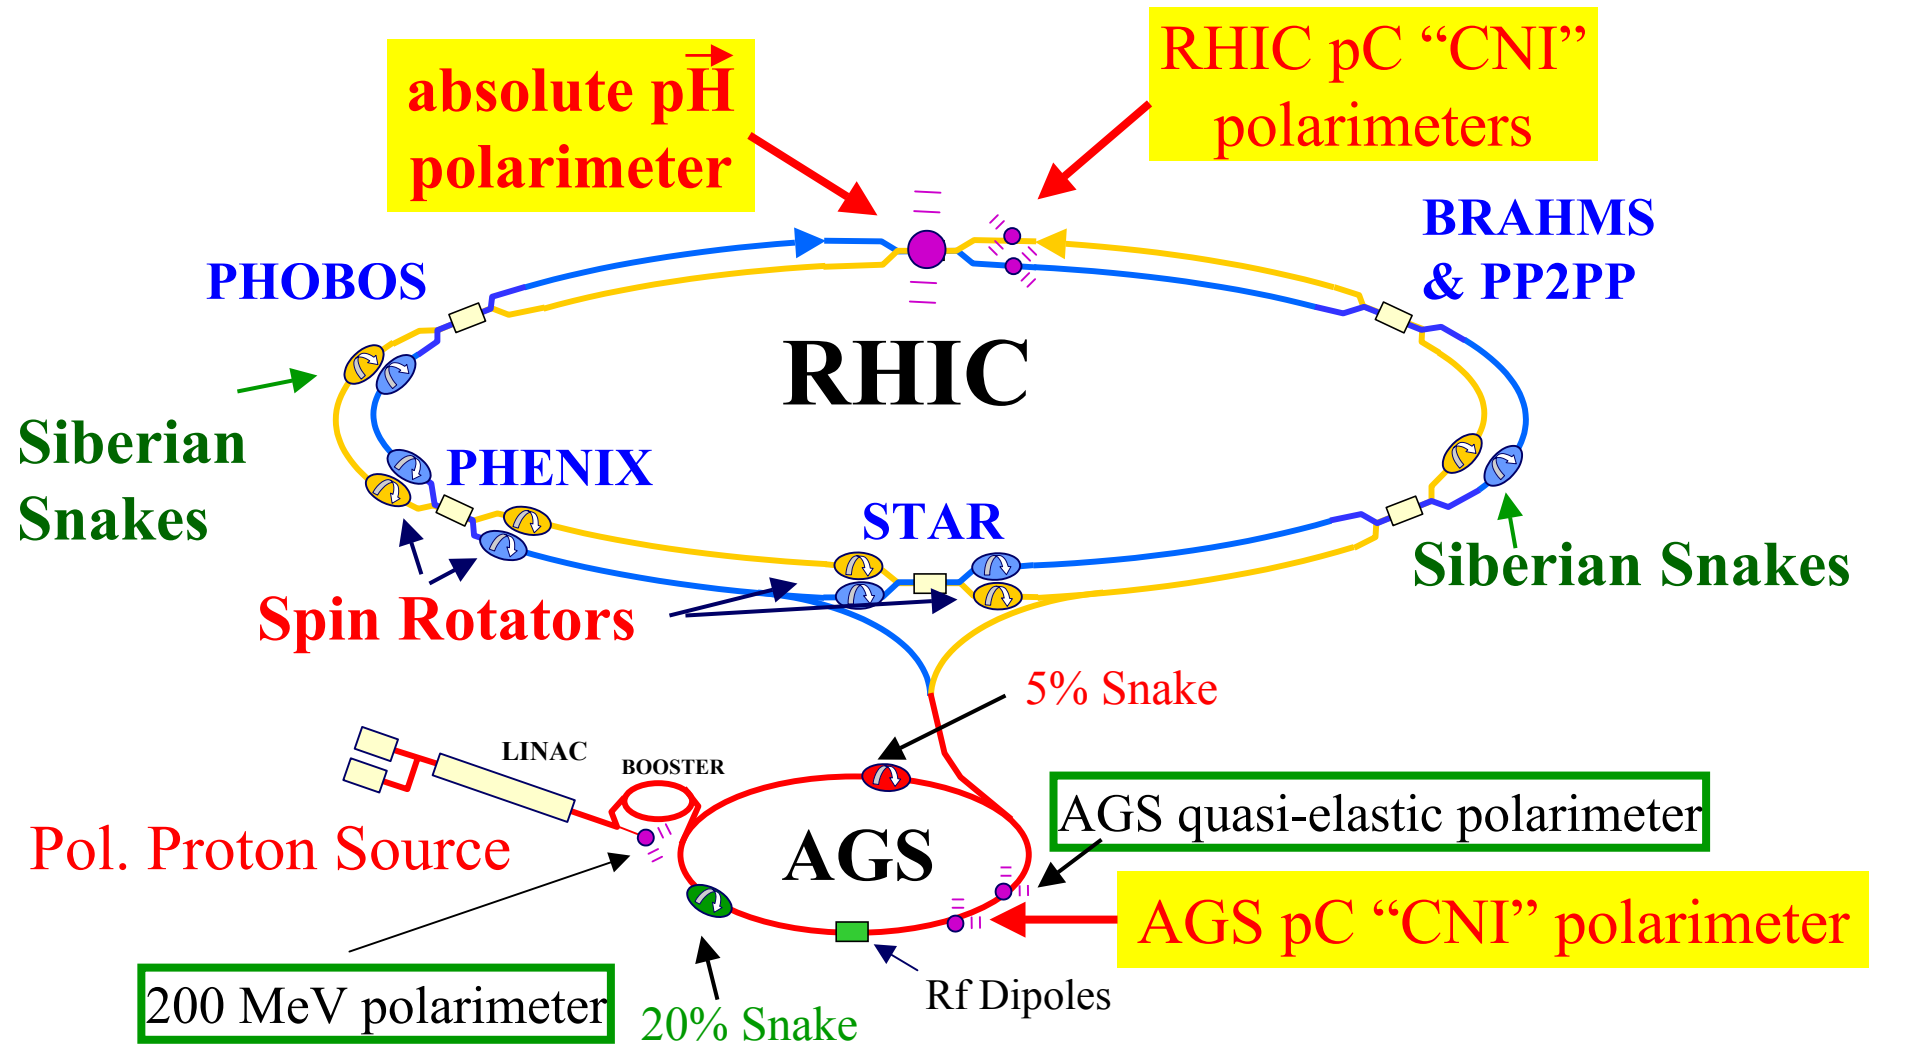 absolute pH
polarimeter
RHIC pC “CNI”
polarimeters
PHOBOS
BRAHMS
& PP2PP
RHIC
Siberian
Snakes
PHENIX
STAR
Siberian Snakes
Spin Rotators
5% Snake
LINAC
BOOSTER
Pol. Proton Source
AGS
AGS quasi-elastic polarimeter
AGS pC “CNI” polarimeter
200 MeV polarimeter
20% Snake
Rf Dipoles